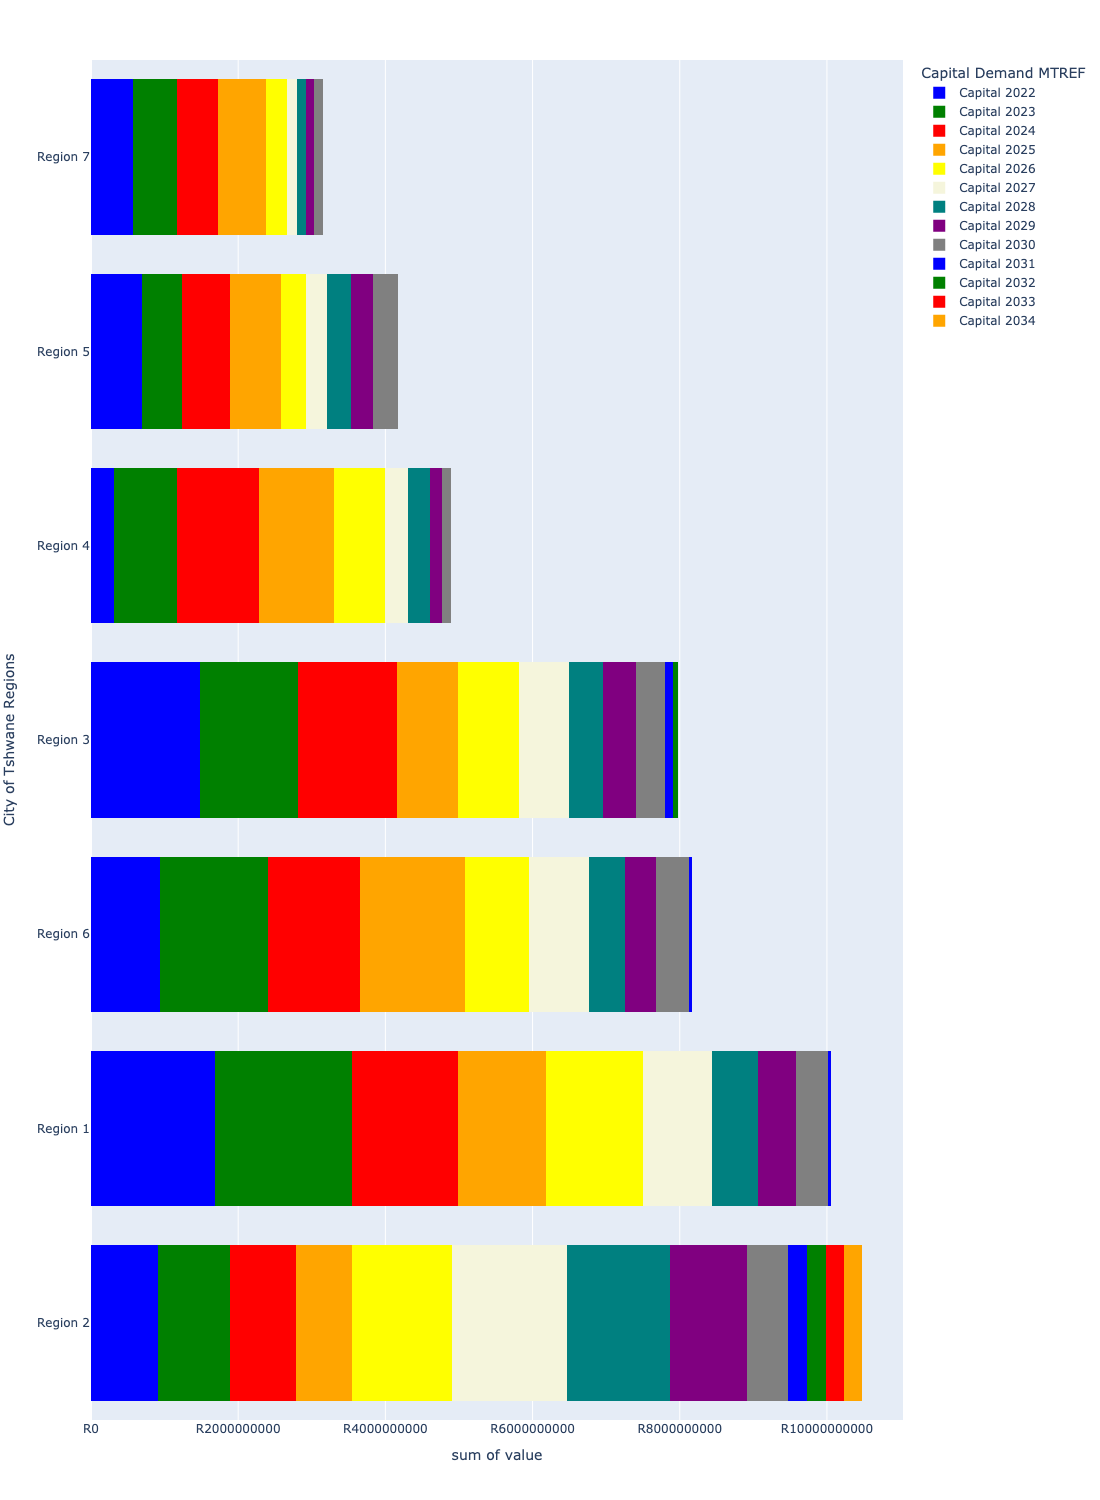 Capital Demand MTREF
Capital 2022
Capital 2023
Capital 2024
Capital 2025
Capital 2026
Capital 2027
Capital 2028
Capital 2029
Capital 2030
Capital 2031
Capital 2032
Capital 2033
Capital 2034
City of Tshwane Regions
Region 7
Region 5
Region 4
Region 3
Region 6
Region 1
Region 2
R0 R2000000000 R4000000000 R6000000000 R8000000000 R10000000000
sum of value